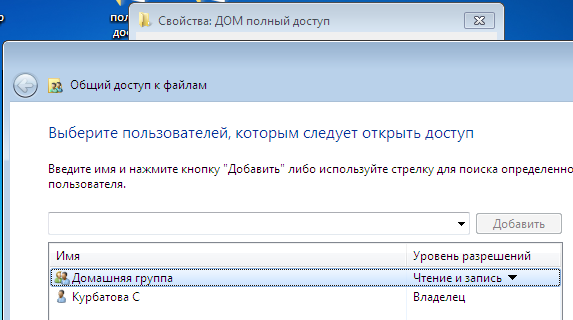 пол
дос
Свойства: ДОМ полный доступ
Общий доступ к файлам
Выберите пользователей, которым следует открыть доступ
Введите имя и нажмите кнопку "Добавить" либо используйте стрелку для поиска определенно
пользователя.
Добавить
Имя Уровень разрешений
Домашняя группа Чтение и запись
Курбатова С Владелец